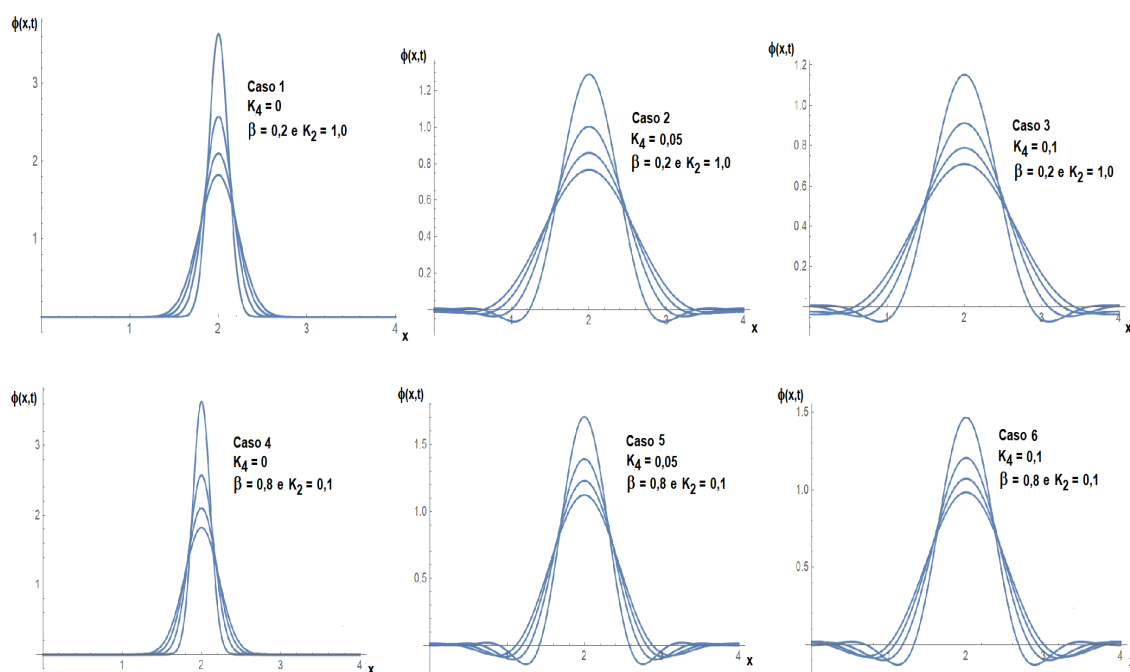 ϕ(x,t)
3
2
1
Caso 1
K4 = 0
β = 0,2 e K2 = 1,0
1
2
3
4
x
ϕ(x,t)
1.2
1.0
0.8
0.6
0.4
0.2
Caso 2
K4 = 0,05
β = 0,2 e K2 = 1,0
1
2
3
4
x
ϕ(x,t)
1.2
1.0
0.8
0.6
0.4
0.2
Caso 3
K4 = 0,1
β = 0,2 e K2 = 1,0
1
2
3
4
x
ϕ(x,t)
3
2
1
Caso 4
K4 = 0
β = 0,8 e K2 = 0,1
1
2
3
4
x
ϕ(x,t)
1.5
1.0
0.5
Caso 5
K4 = 0,05
β = 0,8 e K2 = 0,1
1
2
3
4
x
ϕ(x,t)
1.5
1.0
0.5
Caso 6
K4 = 0,1
β = 0,8 e K2 = 0,1
1
2
3
4
x